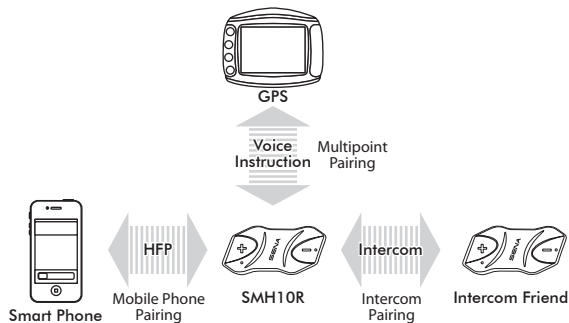 GPS
Voice
Instruction
Multipoint
Pairing
HFP
Mobile Phone
Pairing
Smart Phone
SENA
SMH10R
Intercom
Intercom
Pairing
SENA
Intercom Friend